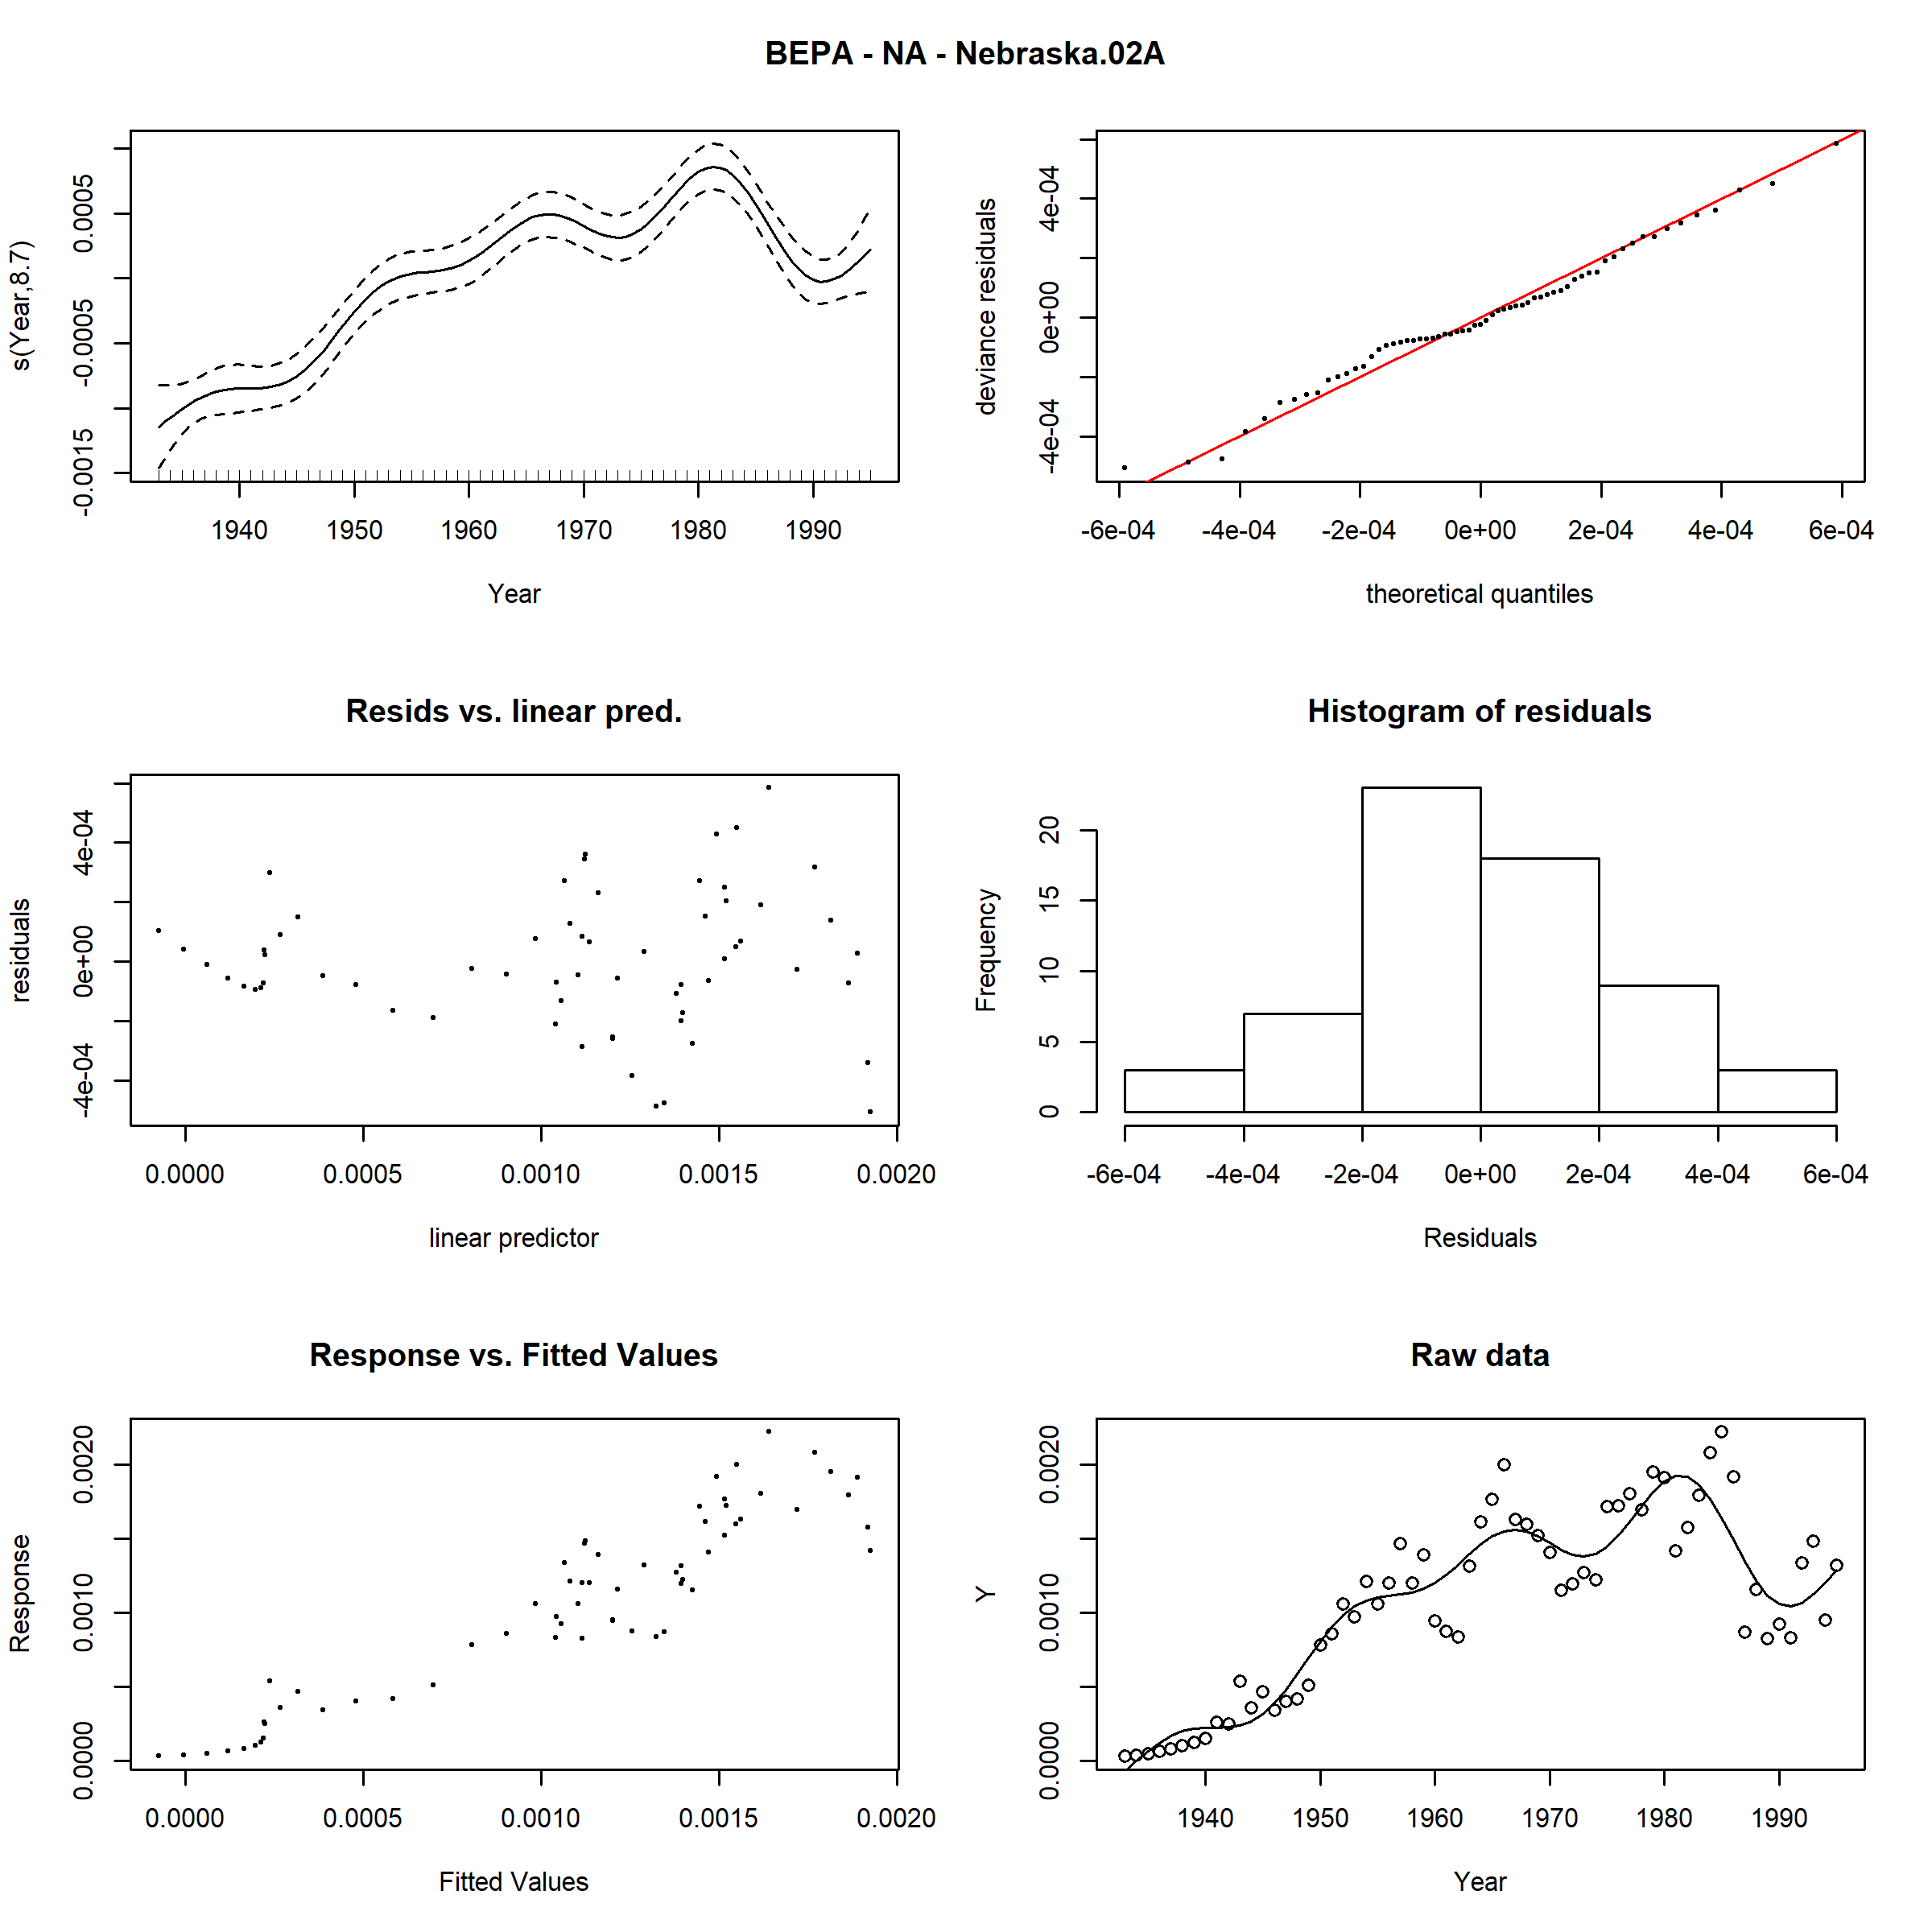 BEPA - NA - Nebraska.02A
s(Year,8.7)
-0.0015 -0.0005 0.0005
1940 1950 1960 1970 1980 1990
Year
deviance residuals
-4e-04 0e+00 4e-04
-6e-04 -4e-04 -2e-04 0e+00 2e-04 4e-04 6e-04
theoretical quantiles
Resids vs. linear pred.
residuals
-4e-04 0e+00 4e-04
0.0000 0.0005 0.0010 0.0015 0.0020
linear predictor
Histogram of residuals
Frequency
0 5 10 15 20
-6e-04 -4e-04 -2e-04 0e+00 2e-04 4e-04 6e-04
Residuals
Response vs. Fitted Values
Response
0.0000 0.0010 0.0020
0.0000 0.0005 0.0010 0.0015 0.0020
Fitted Values
Raw data
Y
0.0000 0.0010 0.0020
1940 1950 1960 1970 1980 1990
Year